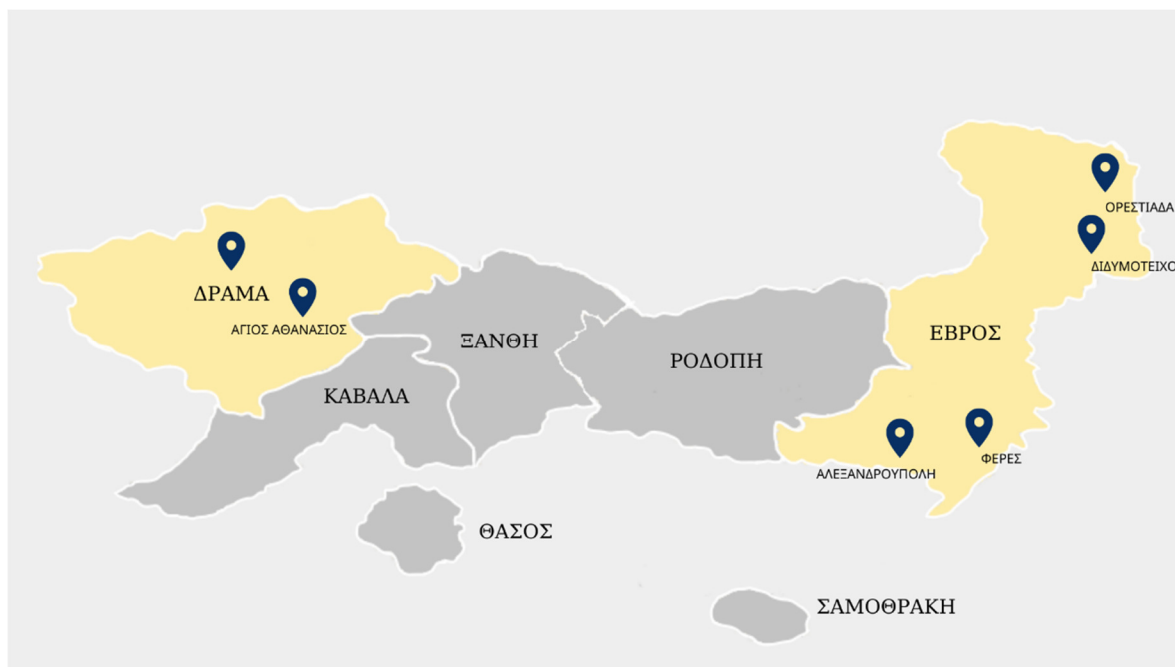 ΟΡΕΣΤΙΑΔΑ
ΔΙΔΥΜΟΤΕΙΧΟ
ΔΡΑΜΑ
ΑΓΙΟΣ ΑΘΑΝΑΣΙΟΣ
ΕΒΡΟΣ
ΞΑΝΘΗ
ΡΟΔΟΠΗ
ΚΑΒΑΛΑ
ΦΕΡΕΣ
ΑΛΕΞΑΝΔΡΟΥΠΟΛΗ
ΘΑΣΟΣ
ΣΑΜΟΘΡΑΚΗ